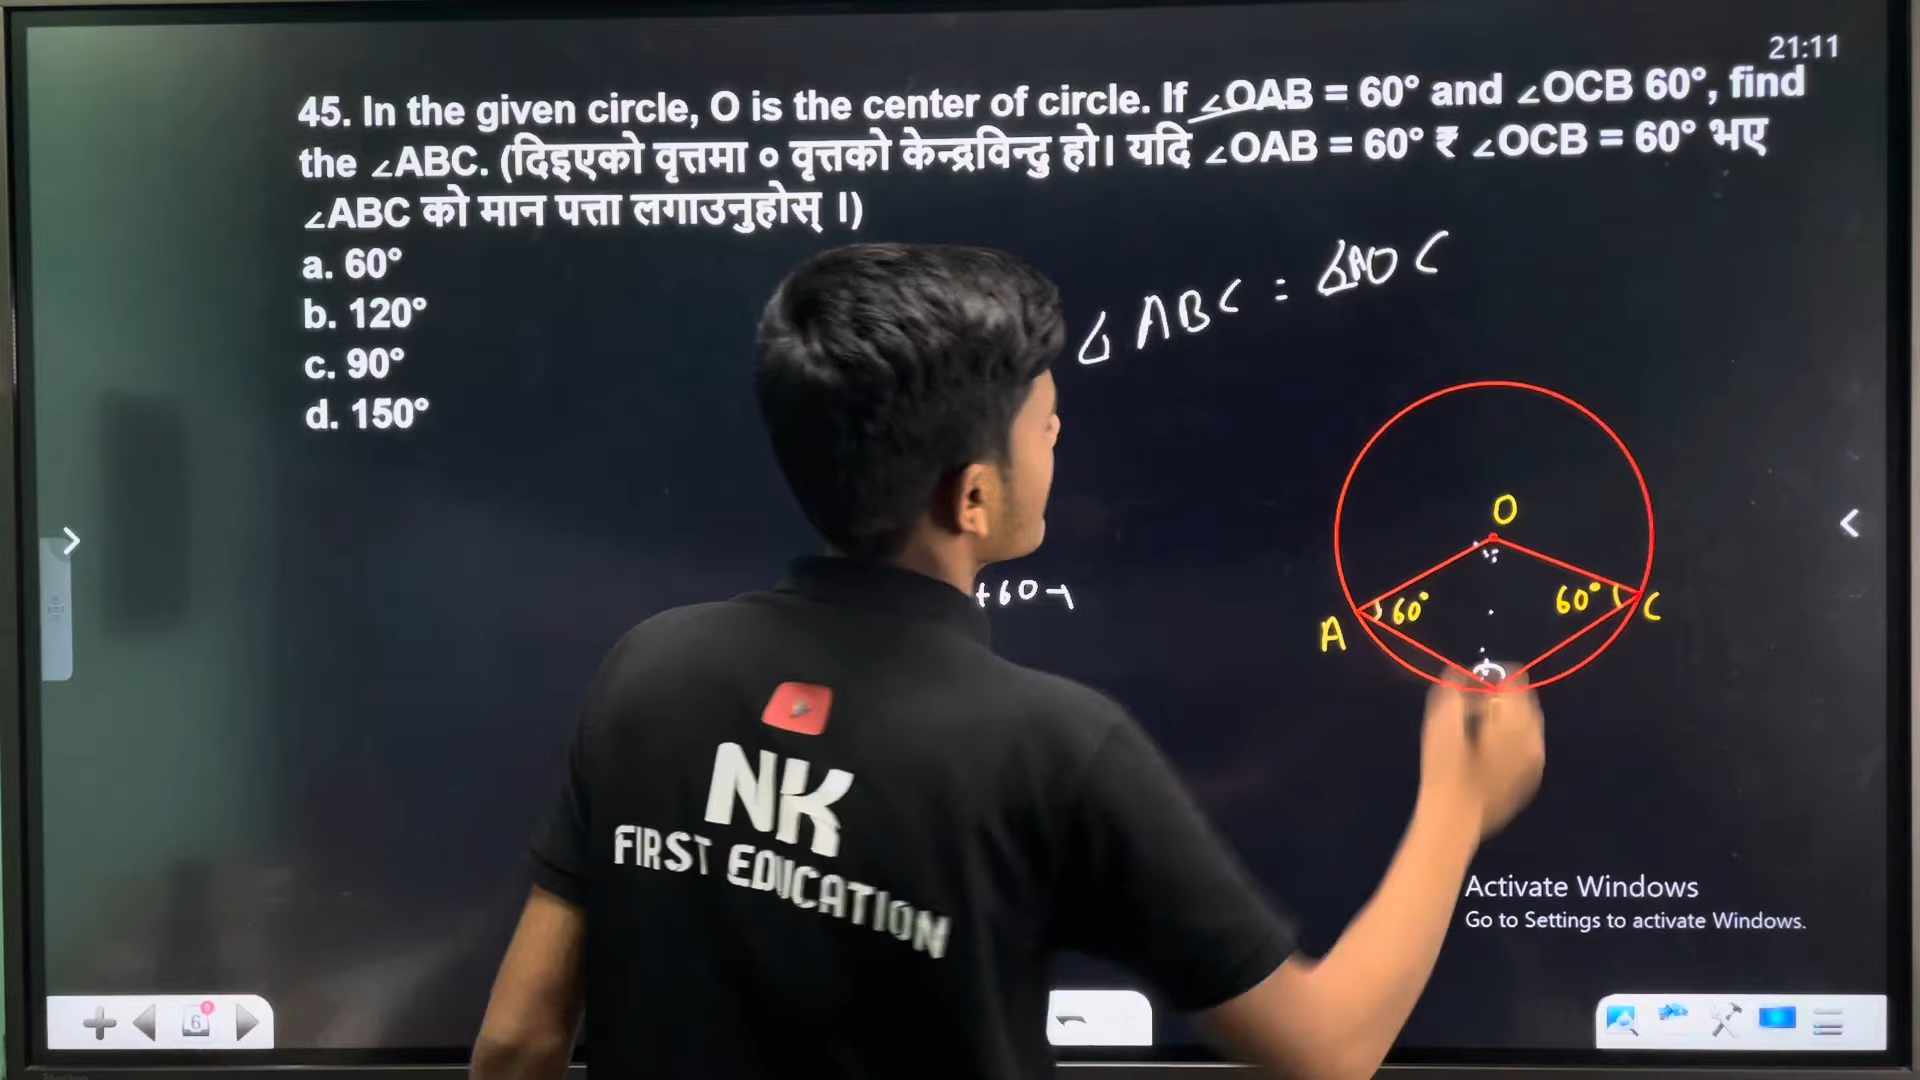 21:11
45. In the given circle, O is the center of circle. If ∠OAB = 60° and ∠OCB 60°, find
the ∠ABC. (दिइएको वृत्तमा ० वृत्तको केन्द्रविन्दु हो। यदि ∠OAB = 60° ₹ ∠OCB = 60° भए
∠ABC को मान पत्ता लगाउनुहोस् ।)
a. 60°
b. 120°
c. 90°
d. 150°
∠ABC = ∠AOC
+60
O
60°
60°
A
C
NK
FIRST EDUCATION
Activate Windows
Go to Settings to activate Windows.
6